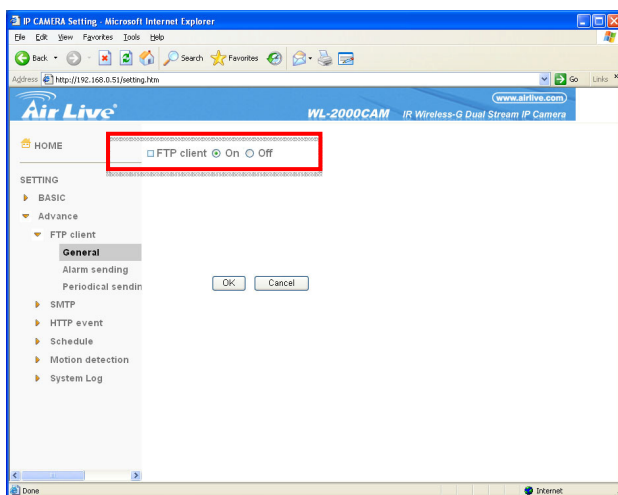 IP CAMERA Setting - Microsoft Internet Explorer
File Edit View Favorites Tools Help
Back Search Favorites
Address http://192.168.0.51/setting.htm Go Links
www.airlive.com
Air Live® WL-2000CAM IR Wireless-G Dual Stream IP Camera
HOME
FTP client On Off
SETTING
BASIC
Advance
FTP client
General
Alarm sending
Periodical sendin
OK Cancel
SMTP
HTTP event
Schedule
Motion detection
System Log
Done Internet